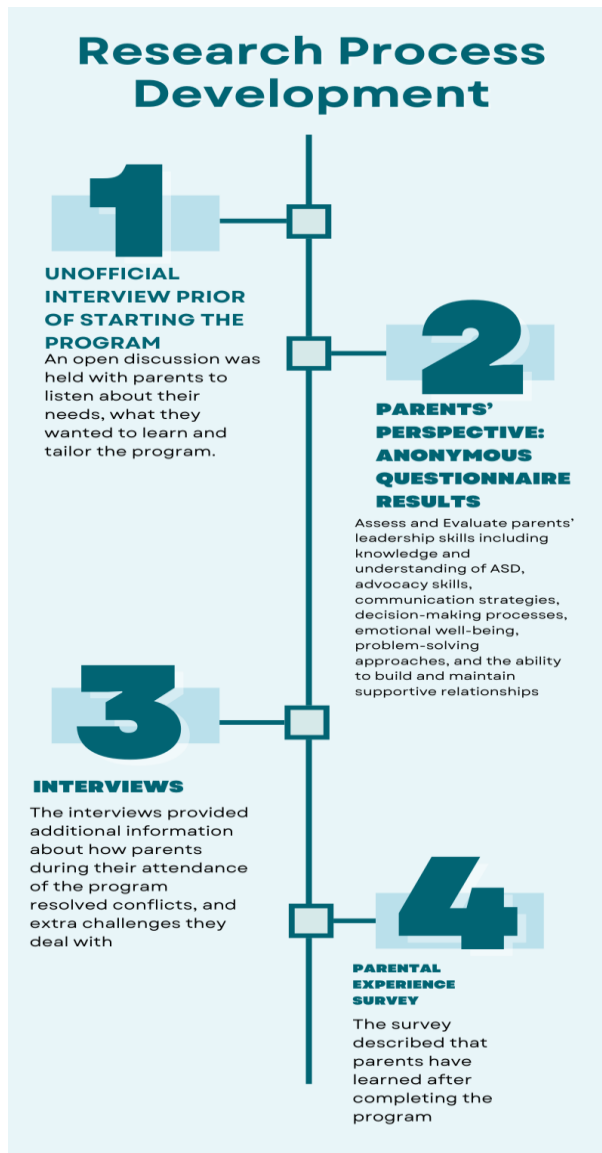 Research Process
Development
1
UNOFFICIAL
INTERVIEW PRIOR
OF STARTING THE
PROGRAM
An open discussion was
held with parents to
listen about their
needs, what they
wanted to learn and
tailor the program.
2
PARENTS'
PERSPECTIVE:
ANONYMOUS
QUESTIONNAIRE
RESULTS
Assess and Evaluate parents'
leadership skills including
knowledge and
understanding of ASD,
advocacy skills,
communication strategies,
decision-making processes,
emotional well-being,
problem-solving
approaches, and the ability
to build and maintain
supportive relationships
3
INTERVIEWS
The interviews provided
additional information
about how parents
during their attendance
of the program
resolved conflicts, and
extra challenges they
deal with
4
PARENTAL
EXPERIENCE
SURVEY
The survey
described that
parents have
learned after
completing the
program